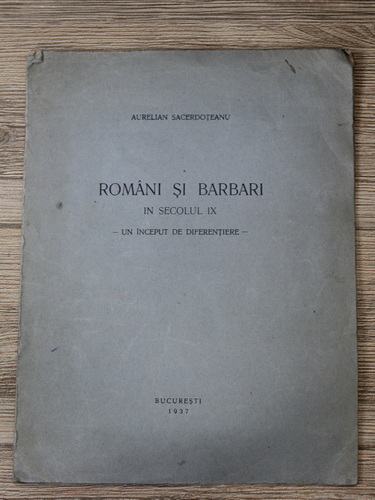 AURELIAN SACERDOȚEANU
ROMÂNI ȘI BARBARI
IN SECOLUL IX
— UN ÎNCEPUT DE DIFERENȚIERE —
BUCUREȘTI
1937